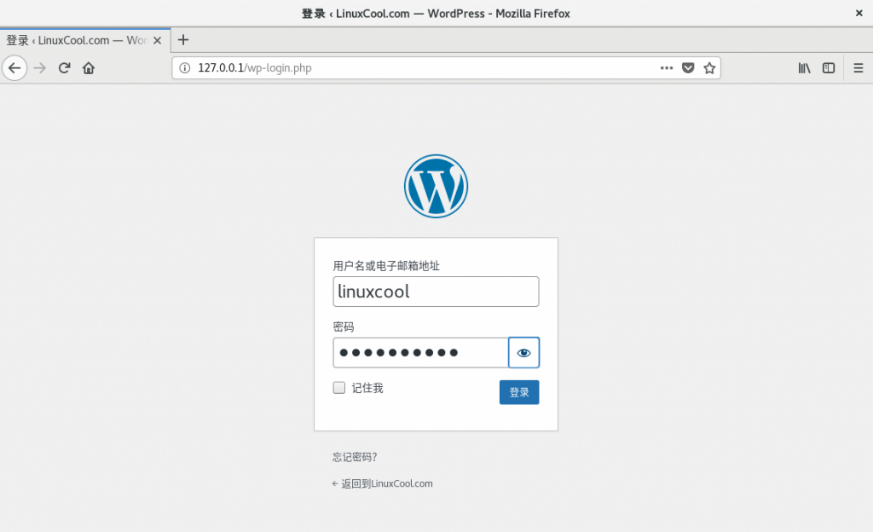 登录 ‹ LinuxCool.com — WordPress - Mozilla Firefox
登录 ‹ LinuxCool.com — Wor
127.0.0.1/wp-login.php
用户名或电子邮箱地址
linuxcool
密码
记住我
登录
忘记密码?
← 返回到LinuxCool.com